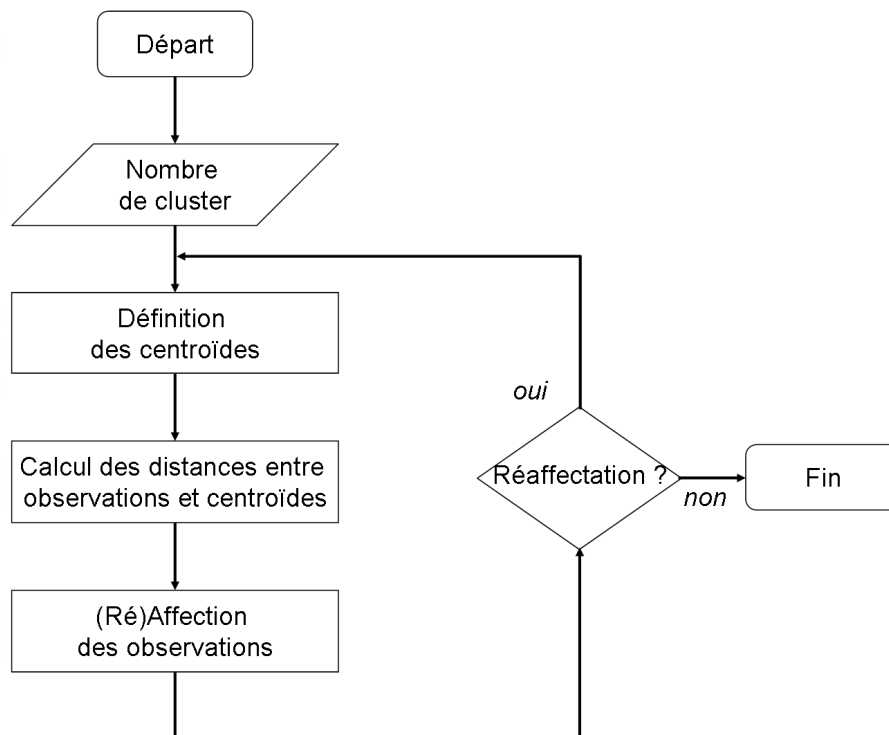 Départ
Nombre
de cluster
Définition
des centroïdes
Calcul des distances entre
observations et centroïdes
(Ré)Affection
des observations
oui
Réaffectation ?
non
Fin